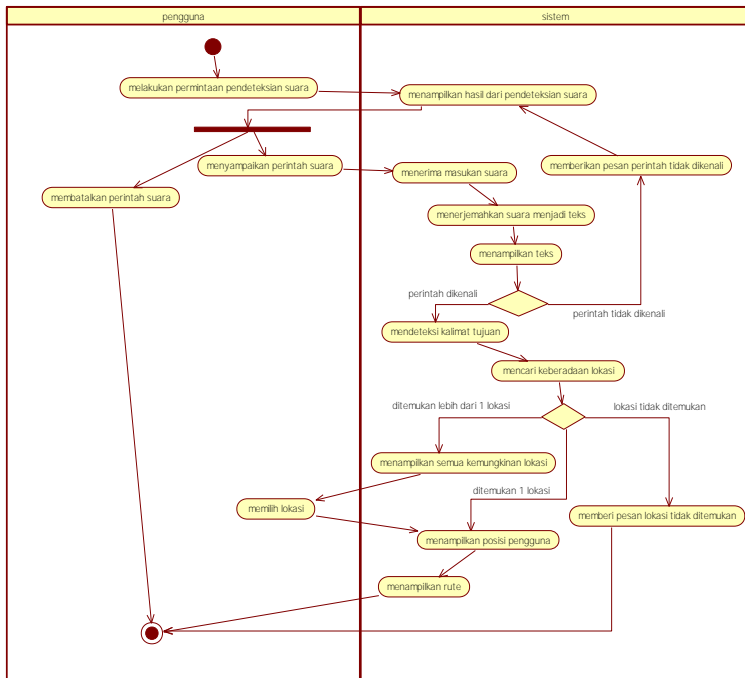 pengguna
sistem
melakukan permintaan pendeteksian suara
menampilkan hasil dari pendeteksian suara
menyampaikan perintah suara
menerima masukan suara
memberikan pesan perintah tidak dikenali
membatalkan perintah suara
menerjemahkan suara menjadi teks
menampilkan teks
perintah dikenali
perintah tidak dikenali
mendeteksi kalimat tujuan
mencari keberadaan lokasi
ditemukan lebih dari 1 lokasi
lokasi tidak ditemukan
menampilkan semua kemungkinan lokasi
ditemukan 1 lokasi
memilih lokasi
memberi pesan lokasi tidak ditemukan
menampilkan posisi pengguna
menampilkan rute